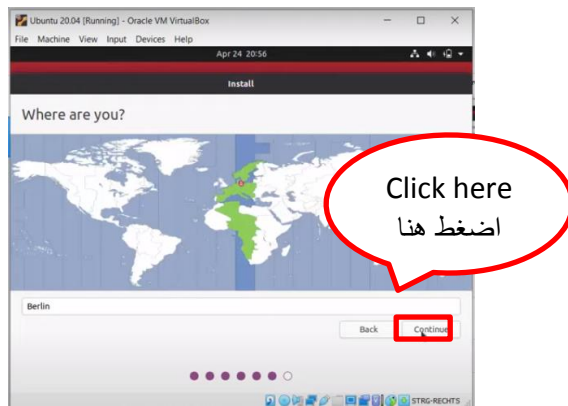 Ubuntu 20.04 [Running] - Oracle VM VirtualBox
File Machine View Input Devices Help
Apr 24 20:56
Install
Where are you?
Click here
اضغط هنا
Berlin
Back Continue
STRG-RECHTS